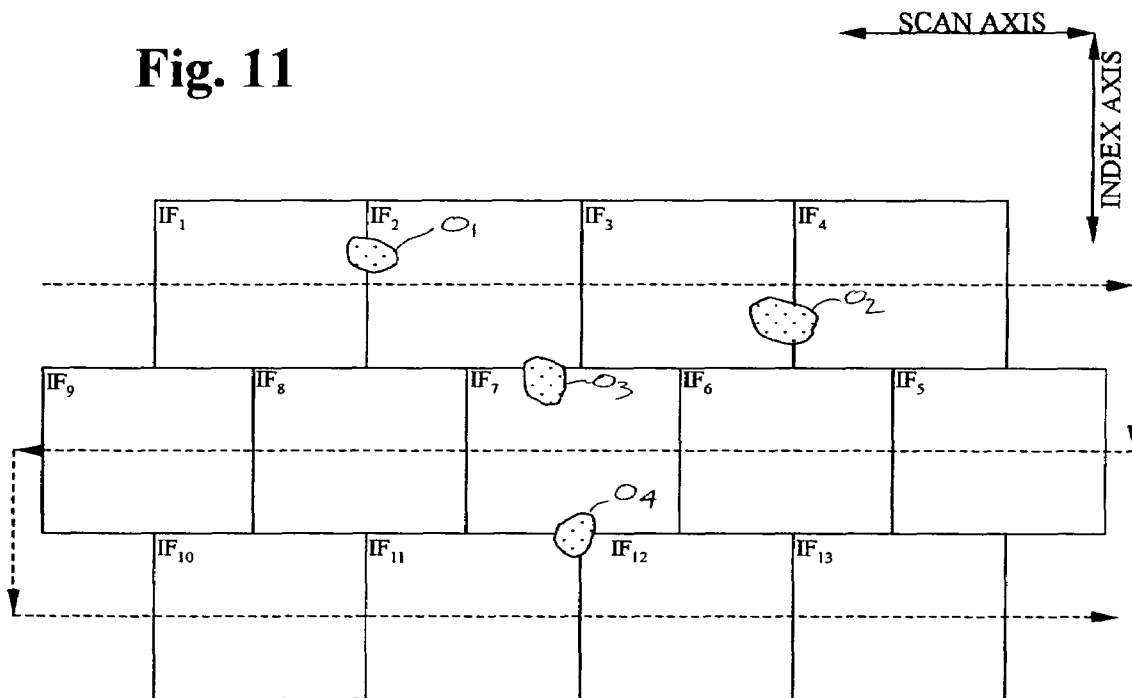 Fig. 11
SCAN AXIS
INDEX AXIS
IF₁ IF₂ IF₃ IF₄
O₁
O₂
IF₉ IF₈ IF₇ IF₆ IF₅
O₃
O₄
IF₁₀ IF₁₁ IF₁₂ IF₁₃